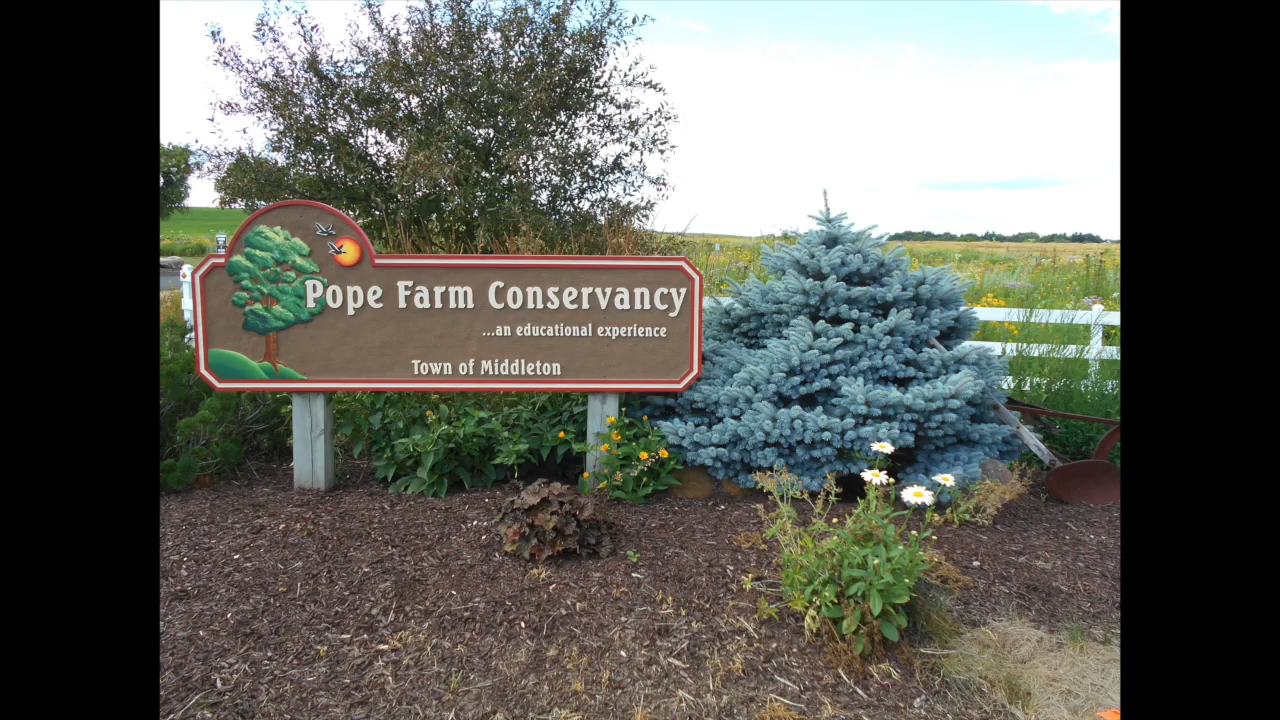 Pope Farm Conservancy
...an educational experience
Town of Middleton